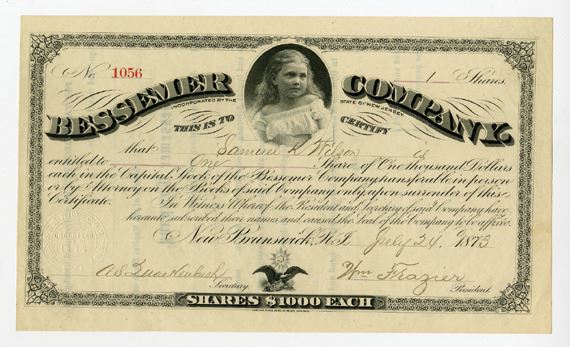 No. 1056
1 Shares.
BESSEMER COMPANY.
INCORPORATED BY THE STATE OF NEW JERSEY
THIS IS TO CERTIFY
that Samuel L. Wilson is
entitled to One Share of One Thousand Dollars
each in the Capital Stock of the Bessemer Company transferable in person
or by Attorney on the Books of said Company only upon surrender of this
Certificate. In Witness Whereof the President and Secretary of said Company have
hereunto subscribed their names and caused the Seal of the Company to be affixed.
New Brunswick, N.J. July 24, 1873
Wm Frazier
Secretary President
SHARES $1000 EACH